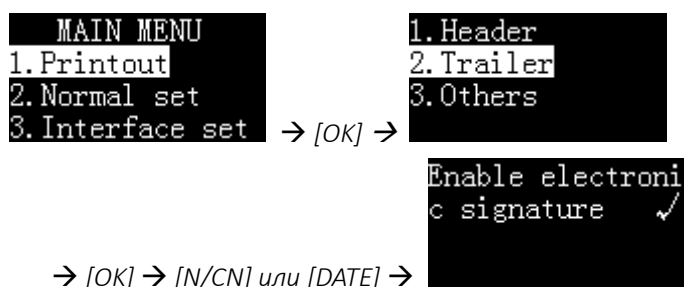 MAIN MENU
1.Printout
2.Normal set
3.Interface set
→ [OK] →
1.Header
2.Trailer
3.Others
→ [OK] → [N/CN] или [DATE] →
Enable electroni
c signature ✓